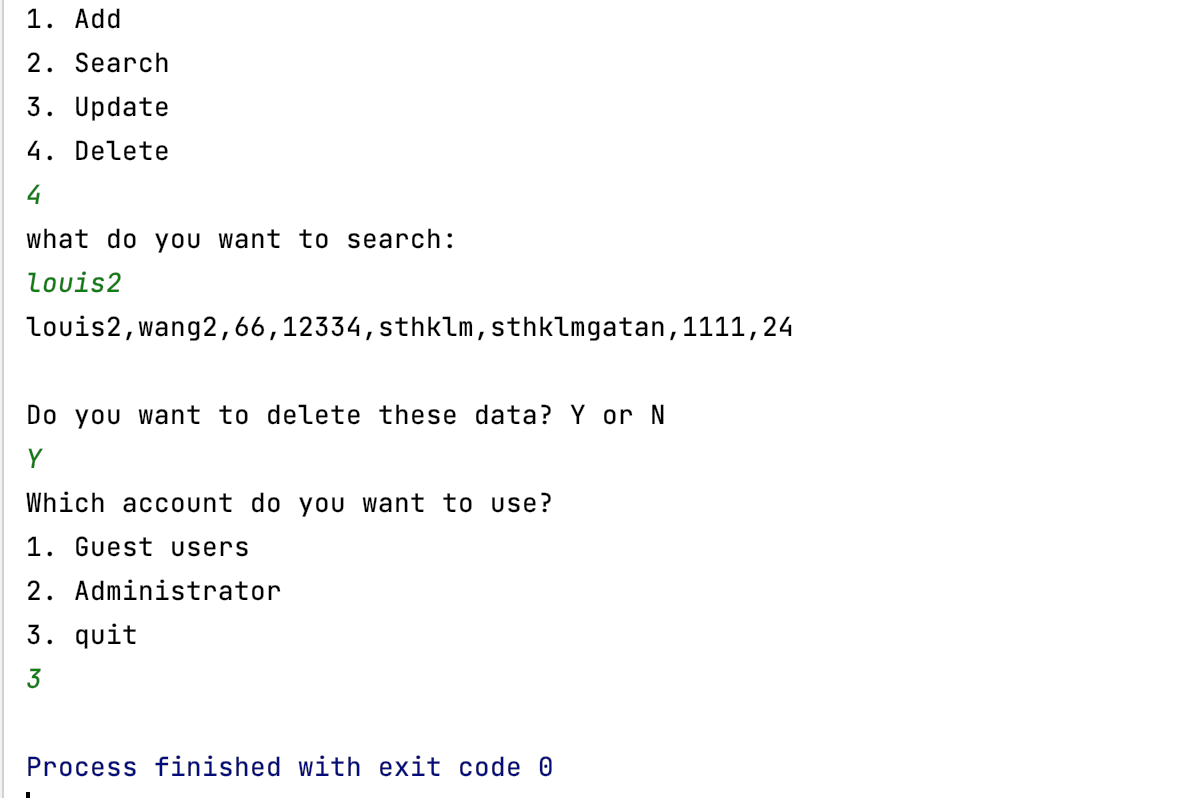 1. Add
2. Search
3. Update
4. Delete
4
what do you want to search:
louis2
louis2,wang2,66,12334,sthklm,sthklmgatan,1111,24
Do you want to delete these data? Y or N
Y
Which account do you want to use?
1. Guest users
2. Administrator
3. quit
3
Process finished with exit code 0